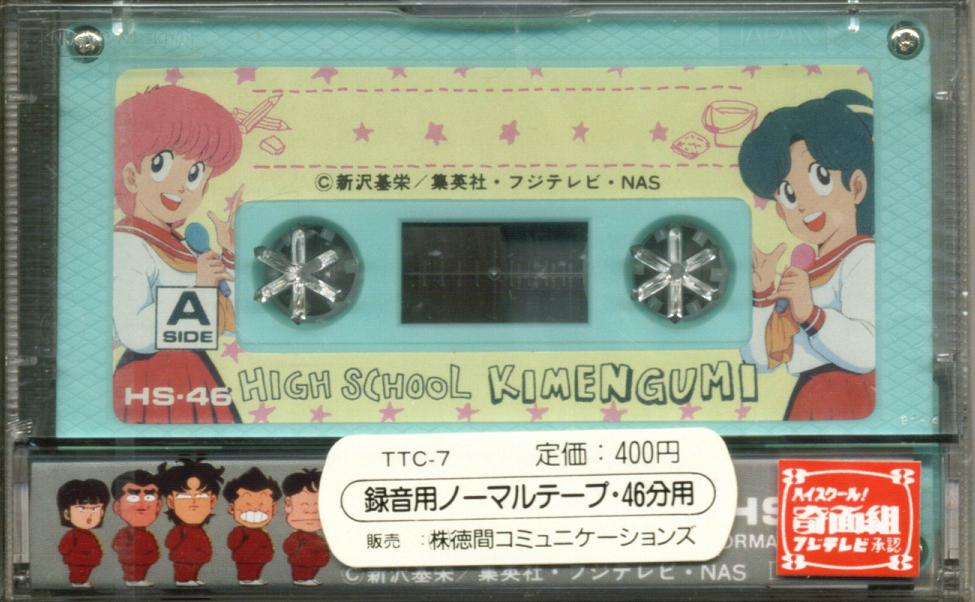 ©新沢基栄/集英社・フジテレビ・NAS
A
SIDE
HS・46
HIGH SCHOOL KIMENGUMI
TTC-7 定価：400円
録音用ノーマルテープ・46分用
販売：㈱徳間コミュニケーションズ
©新沢基栄/集英社・フジテレビ・NAS
ハイスクール!
奇面組
フジテレビ承認